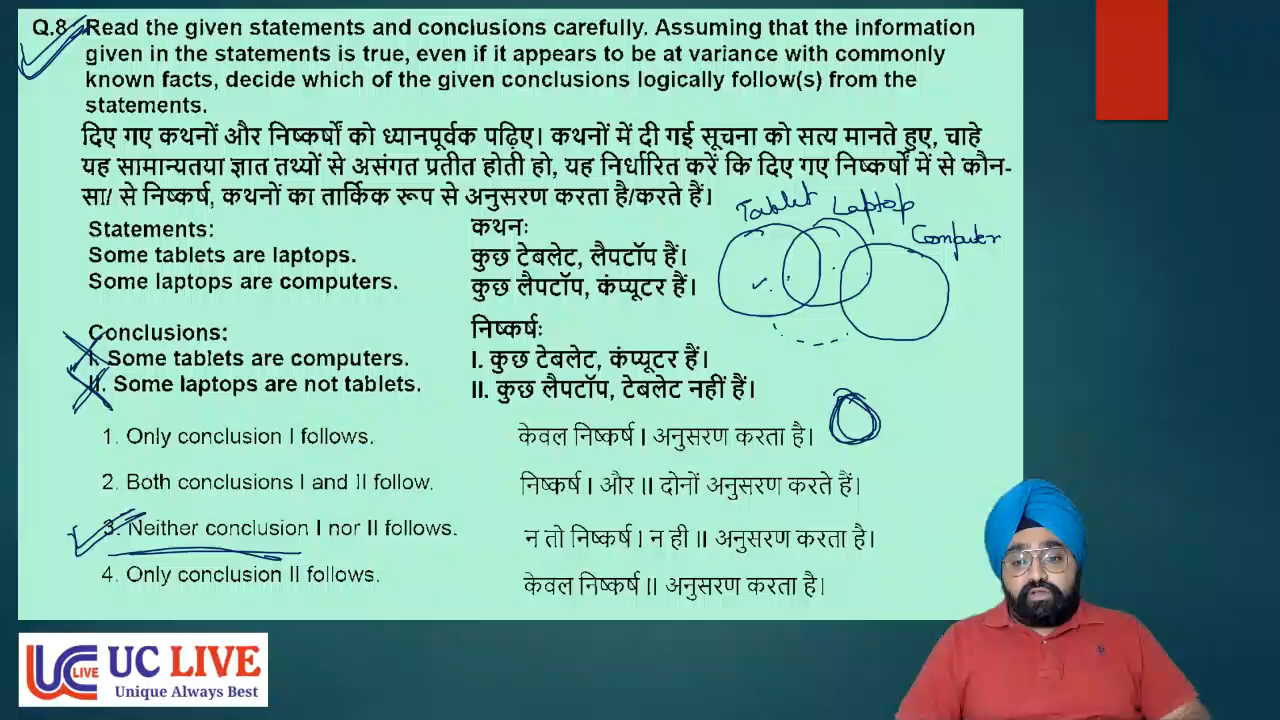 Q.8 Read the given statements and conclusions carefully. Assuming that the information
given in the statements is true, even if it appears to be at variance with commonly
known facts, decide which of the given conclusions logically follow(s) from the
statements.
दिए गए कथनों और निष्कर्षों को ध्यानपूर्वक पढ़िए। कथनों में दी गई सूचना को सत्य मानते हुए, चाहे
यह सामान्यतया ज्ञात तथ्यों से असंगत प्रतीत होती हो, यह निर्धारित करें कि दिए गए निष्कर्षों में से कौन-
सा/ से निष्कर्ष, कथनों का तार्किक रूप से अनुसरण करता है/करते हैं।
Tablet Laptop
Computer
Statements:
Some tablets are laptops.
Some laptops are computers.
कथनः
कुछ टेबलेट, लैपटॉप हैं।
कुछ लैपटॉप, कंप्यूटर हैं।
Conclusions:
I. Some tablets are computers.
II. Some laptops are not tablets.
निष्कर्षः
I. कुछ टेबलेट, कंप्यूटर हैं।
II. कुछ लैपटॉप, टेबलेट नहीं हैं।
1. Only conclusion I follows.
केवल निष्कर्ष I अनुसरण करता है।
2. Both conclusions I and II follow.
निष्कर्ष I और II दोनों अनुसरण करते हैं।
3. Neither conclusion I nor II follows.
न तो निष्कर्ष I न ही II अनुसरण करता है।
4. Only conclusion II follows.
केवल निष्कर्ष II अनुसरण करता है।
UC LIVE
LIVE
Unique Always Best